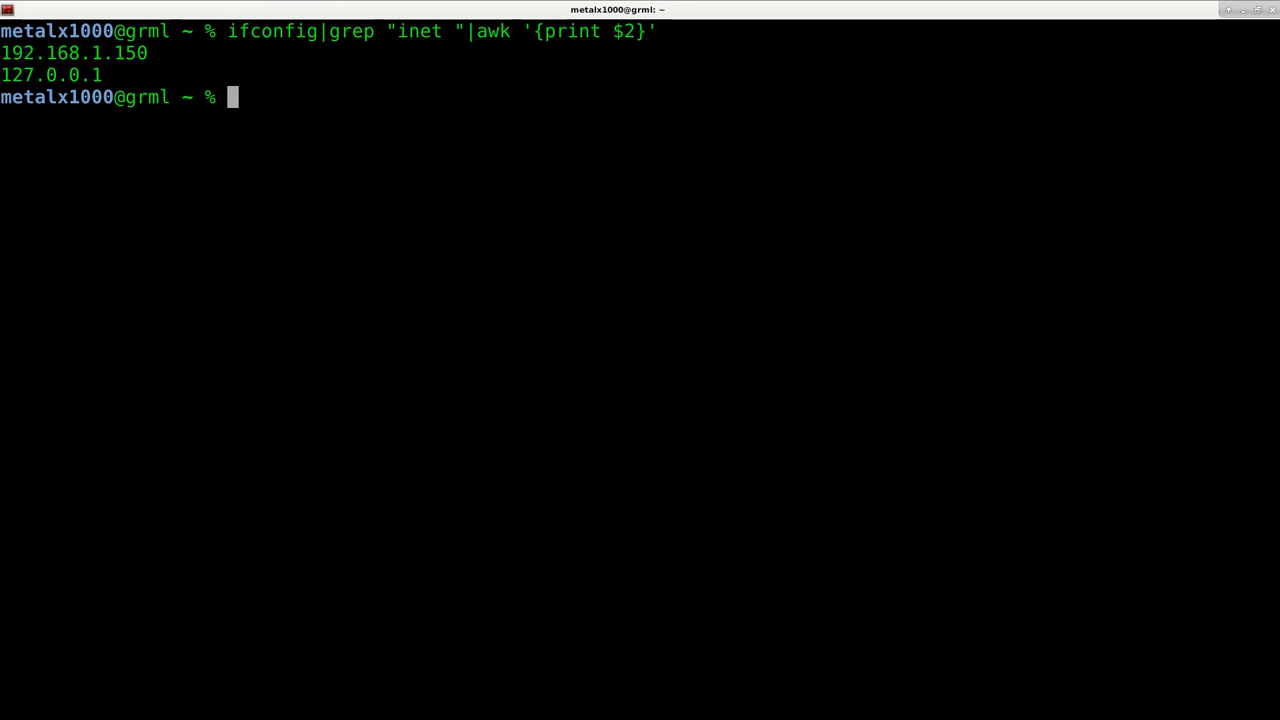 metalx1000@grml: ~
metalx1000@grml ~ % ifconfig|grep "inet "|awk '{print $2}'
192.168.1.150
127.0.0.1
metalx1000@grml ~ %